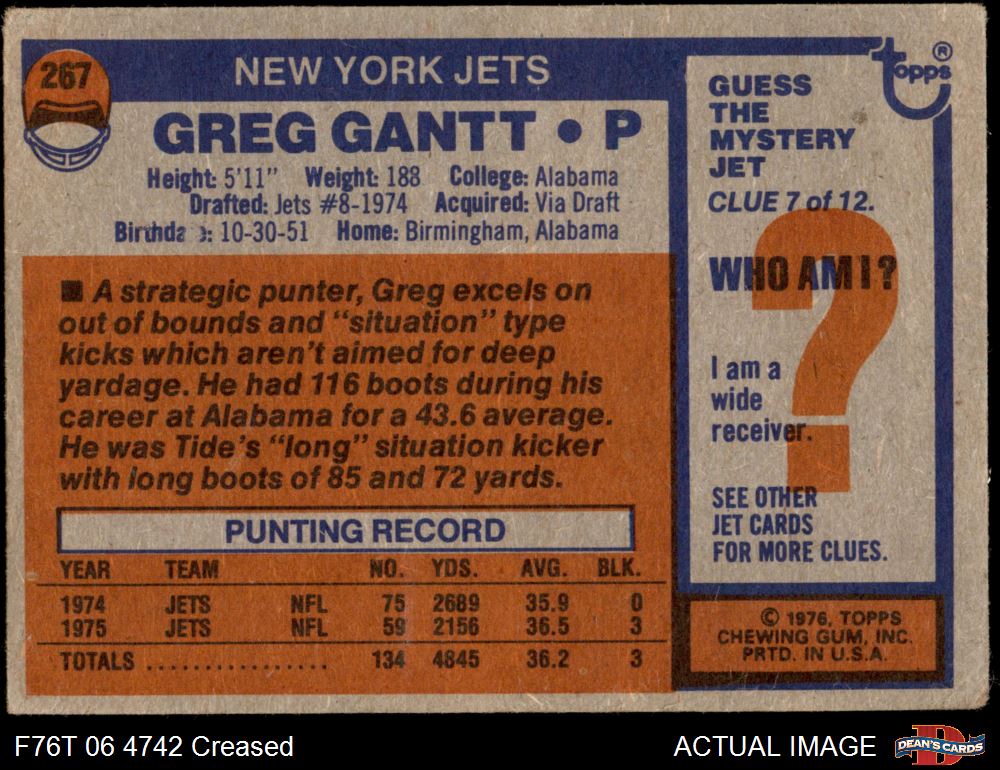 267
NEW YORK JETS
GREG GANTT • P
Height: 5'11" Weight: 188 College: Alabama
Drafted: Jets #8-1974 Acquired: Via Draft
Birthda e: 10-30-51 Home: Birmingham, Alabama
■ A strategic punter, Greg excels on
out of bounds and "situation" type
kicks which aren't aimed for deep
yardage. He had 116 boots during his
career at Alabama for a 43.6 average.
He was Tide's "long" situation kicker
with long boots of 85 and 72 yards.
PUNTING RECORD
YEAR TEAM NO. YDS. AVG. BLK.
1974 JETS NFL 75 2689 35.9 0
1975 JETS NFL 59 2156 36.5 3
TOTALS ................ 134 4845 36.2 3
topps ®
GUESS
THE
MYSTERY
JET
CLUE 7 of 12.
WHO AM I?
?
I am a
wide
receiver.
SEE OTHER
JET CARDS
FOR MORE CLUES.
© 1976, TOPPS
CHEWING GUM, INC.
PRTD. IN U.S.A.
F76T 06 4742 Creased
ACTUAL IMAGE
D
DEAN'S CARDS